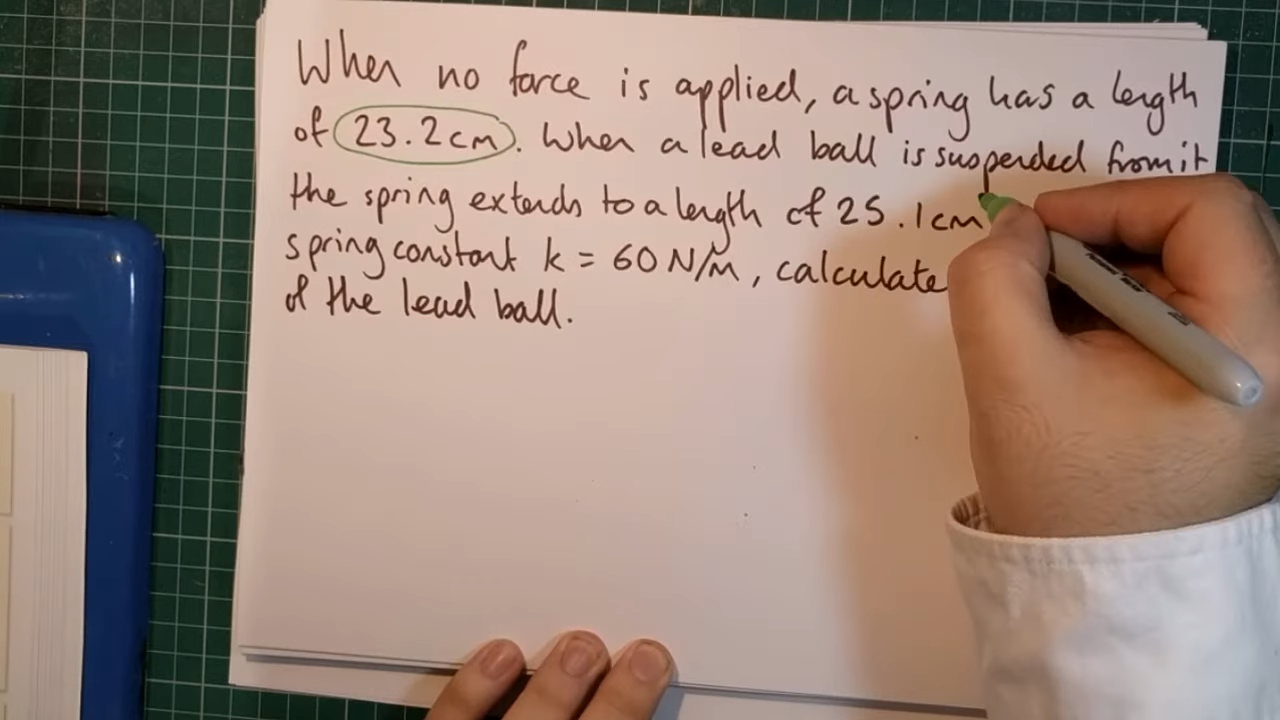 When no force is applied, a spring has a length
of 23.2cm. When a lead ball is suspended from it
the spring extends to a length of 25.1cm
spring constant k = 60 N/m, calculate
of the lead ball.